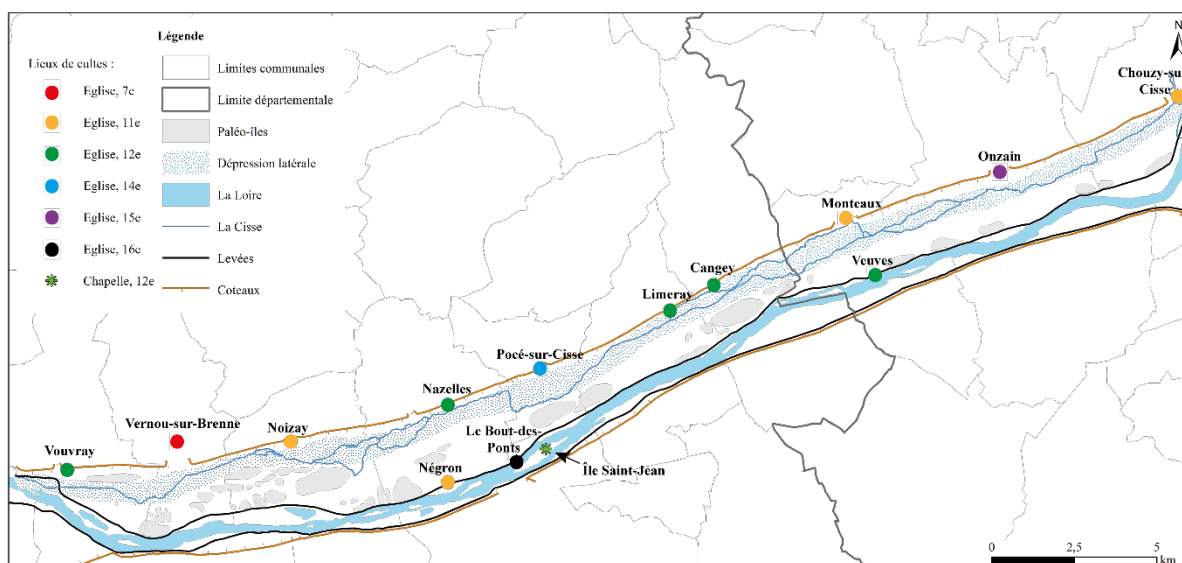 Légende
Lieux de cultes :
Eglise, 7e
Eglise, 11e
Eglise, 12e
Eglise, 14e
Eglise, 15e
Eglise, 16e
Chapelle, 12e
Limites communales
Limite départementale
Paléo-îles
Dépression latérale
La Loire
La Cisse
Levées
Coteaux
N
Chouzy-su
Cisse
Onzain
Monteaux
Veuves
Cangey
Limeray
Pocé-sur-Cisse
Nazelles
Le Bout-des-
Ponts
Île Saint-Jean
Négron
Noizay
Vernou-sur-Brenne
Vouvray
0 2,5 5
km